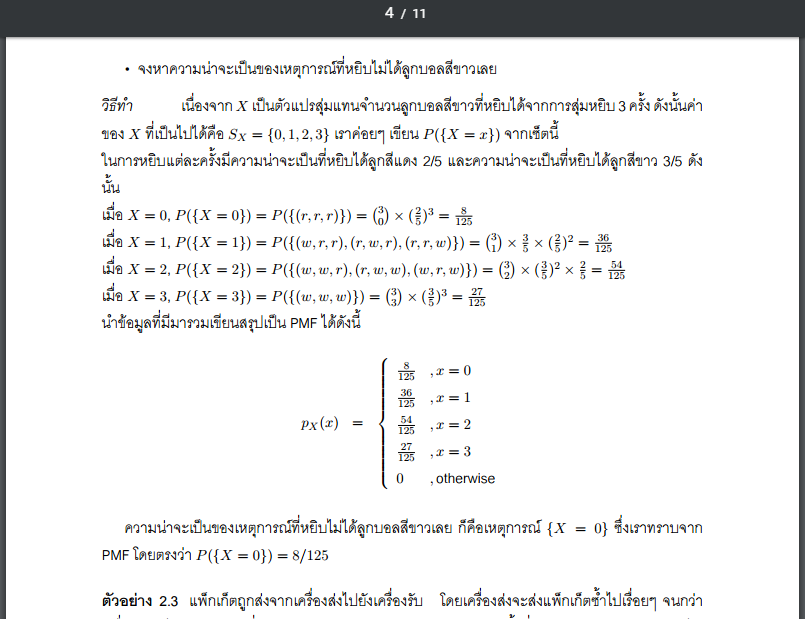 4 / 11
• จงหาความน่าจะเป็นของเหตุการณ์ที่หยิบไม่ได้ลูกบอลสีขาวเลย
วิธีทำ เนื่องจาก X เป็นตัวแปรสุ่มแทนจำนวนลูกบอลสีขาวที่หยิบได้จากการสุ่มหยิบ 3 ครั้ง ดังนั้นค่า
ของ X ที่เป็นไปได้คือ S_X = {0, 1, 2, 3} เราค่อยๆ เขียน P({X = x}) จากเซ็ตนี้
ในการหยิบแต่ละครั้งมีความน่าจะเป็นที่หยิบได้ลูกสีแดง 2/5 และความน่าจะเป็นที่หยิบได้ลูกสีขาว 3/5 ดัง
นั้น
เมื่อ X = 0, P({X = 0}) = P({(r, r, r)}) = \binom{3}{0} × (\frac{2}{5})^3 = \frac{8}{125}
เมื่อ X = 1, P({X = 1}) = P({(w, r, r), (r, w, r), (r, r, w)}) = \binom{3}{1} × \frac{3}{5} × (\frac{2}{5})^2 = \frac{36}{125}
เมื่อ X = 2, P({X = 2}) = P({(w, w, r), (r, w, w), (w, r, w)}) = \binom{3}{2} × (\frac{3}{5})^2 × \frac{2}{5} = \frac{54}{125}
เมื่อ X = 3, P({X = 3}) = P({(w, w, w)}) = \binom{3}{3} × (\frac{3}{5})^3 = \frac{27}{125}
นำข้อมูลที่มีมารวมเขียนสรุปเป็น PMF ได้ดังนี้
\frac{8}{125} , x = 0
\frac{36}{125} , x = 1
p_X(x) = { \frac{54}{125} , x = 2
\frac{27}{125} , x = 3
0 , otherwise
ความน่าจะเป็นของเหตุการณ์ที่หยิบไม่ได้ลูกบอลสีขาวเลย ก็คือเหตุการณ์ {X = 0} ซึ่งเราทราบจาก
PMF โดยตรงว่า P({X = 0}) = 8/125
ตัวอย่าง 2.3 แพ็กเก็ตถูกส่งจากเครื่องส่งไปยังเครื่องรับ โดยเครื่องส่งจะส่งแพ็กเก็ตซ้ำไปเรื่อยๆ จนกว่า